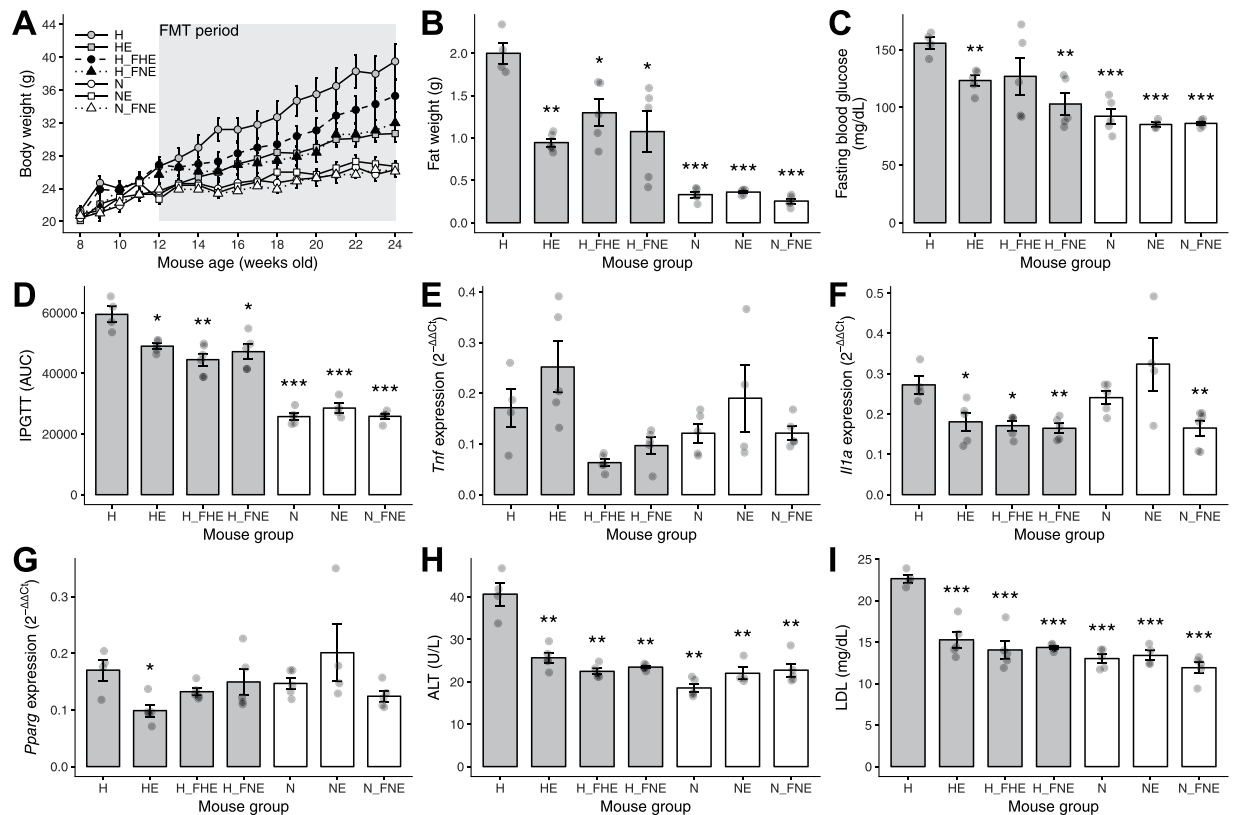 A
FMT period
H
HE
H_FHE
H_FNE
N
NE
N_FNE
Body weight (g)
44
40
36
32
28
24
20
8 10 12 14 16 18 20 22 24
Mouse age (weeks old)
B
Fat weight (g)
2.0
1.5
1.0
0.5
0.0
** * * *** *** ***
H HE H_FHE H_FNE N NE N_FNE
Mouse group
C
Fasting blood glucose
(mg/dL)
150
100
50
0
** ** *** *** ***
H HE H_FHE H_FNE N NE N_FNE
Mouse group
D
IPGTT (AUC)
60000
40000
20000
0
* ** * *** *** ***
H HE H_FHE H_FNE N NE N_FNE
Mouse group
E
Tnf expression (2−ΔΔCt)
0.4
0.3
0.2
0.1
0.0
H HE H_FHE H_FNE N NE N_FNE
Mouse group
F
Il1a expression (2−ΔΔCt)
0.5
0.4
0.3
0.2
0.1
0.0
* * ** **
H HE H_FHE H_FNE N NE N_FNE
Mouse group
G
Pparg expression (2−ΔΔCt)
0.3
0.2
0.1
0.0
*
H HE H_FHE H_FNE N NE N_FNE
Mouse group
H
ALT (U/L)
40
30
20
10
0
** ** ** ** ** **
H HE H_FHE H_FNE N NE N_FNE
Mouse group
I
LDL (mg/dL)
25
20
15
10
5
0
*** *** *** *** *** ***
H HE H_FHE H_FNE N NE N_FNE
Mouse group